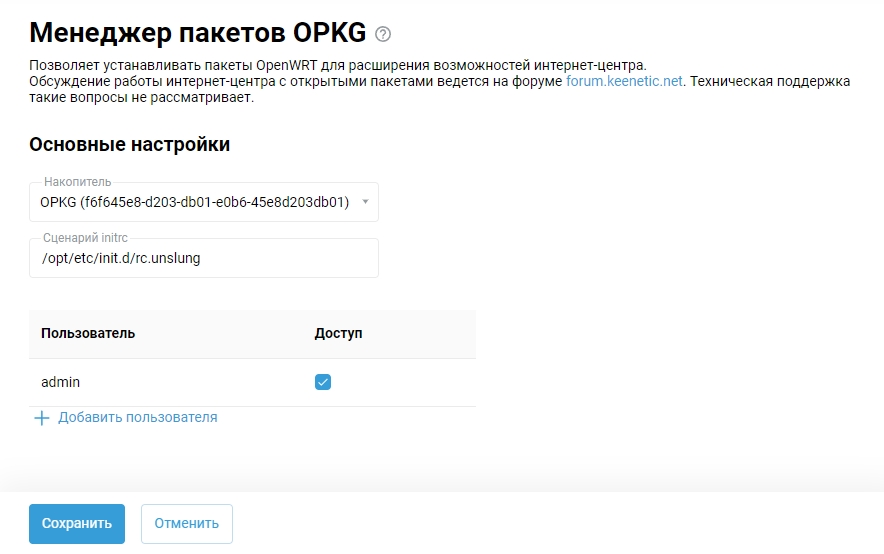 Менеджер пакетов OPKG ?
Позволяет устанавливать пакеты OpenWRT для расширения возможностей интернет-центра.
Обсуждение работы интернет-центра с открытыми пакетами ведется на форуме forum.keenetic.net. Техническая поддержка
такие вопросы не рассматривает.
Основные настройки
Накопитель
OPKG (f6f645e8-d203-db01-e0b6-45e8d203db01)
Сценарий initrc
/opt/etc/init.d/rc.unslung
Пользователь Доступ
admin
Добавить пользователя
Сохранить Отменить